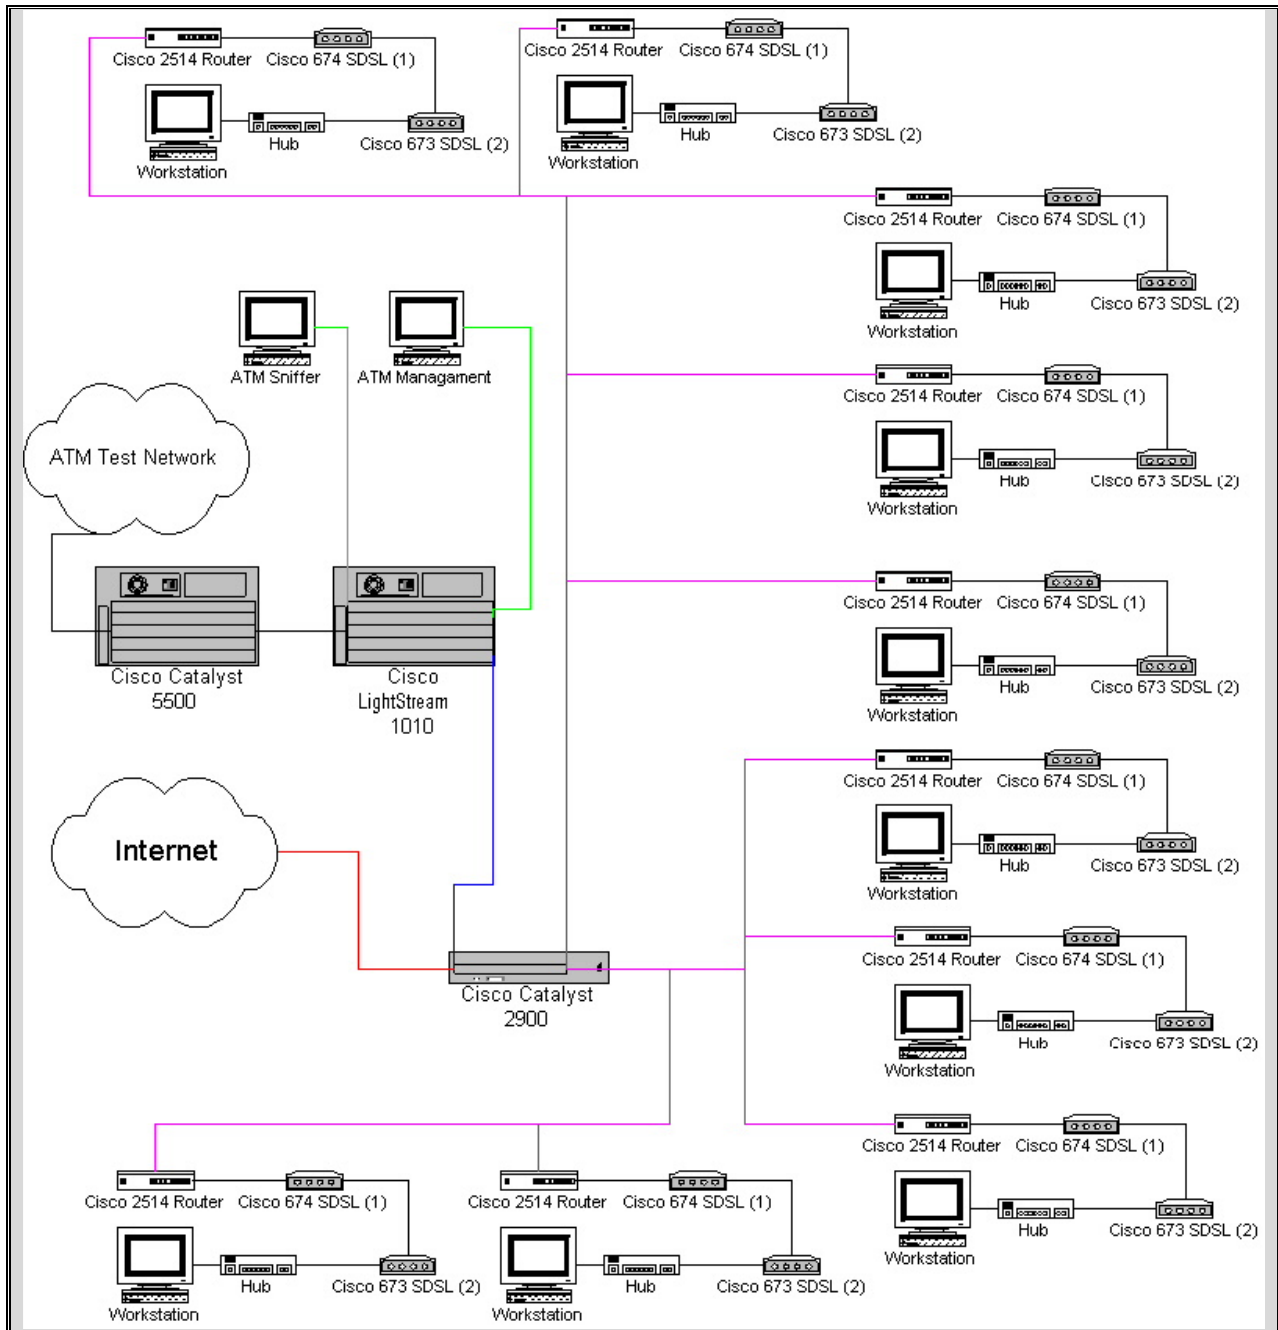 Cisco 2514 Router
Cisco 674 SDSL (1)
Workstation
Hub
Cisco 673 SDSL (2)
Cisco 2514 Router
Cisco 674 SDSL (1)
Workstation
Hub
Cisco 673 SDSL (2)
Cisco 2514 Router
Cisco 674 SDSL (1)
Workstation
Hub
Cisco 673 SDSL (2)
ATM Sniffer
ATM Managament
Cisco 2514 Router
Cisco 674 SDSL (1)
Workstation
Hub
Cisco 673 SDSL (2)
ATM Test Network
Cisco Catalyst
5500
Cisco
LightStream
1010
Cisco 2514 Router
Cisco 674 SDSL (1)
Workstation
Hub
Cisco 673 SDSL (2)
Cisco 2514 Router
Cisco 674 SDSL (1)
Workstation
Hub
Cisco 673 SDSL (2)
Internet
Cisco Catalyst
2900
Cisco 2514 Router
Cisco 674 SDSL (1)
Workstation
Hub
Cisco 673 SDSL (2)
Cisco 2514 Router
Cisco 674 SDSL (1)
Workstation
Hub
Cisco 673 SDSL (2)
Cisco 2514 Router
Cisco 674 SDSL (1)
Workstation
Hub
Cisco 673 SDSL (2)
Cisco 2514 Router
Cisco 674 SDSL (1)
Workstation
Hub
Cisco 673 SDSL (2)